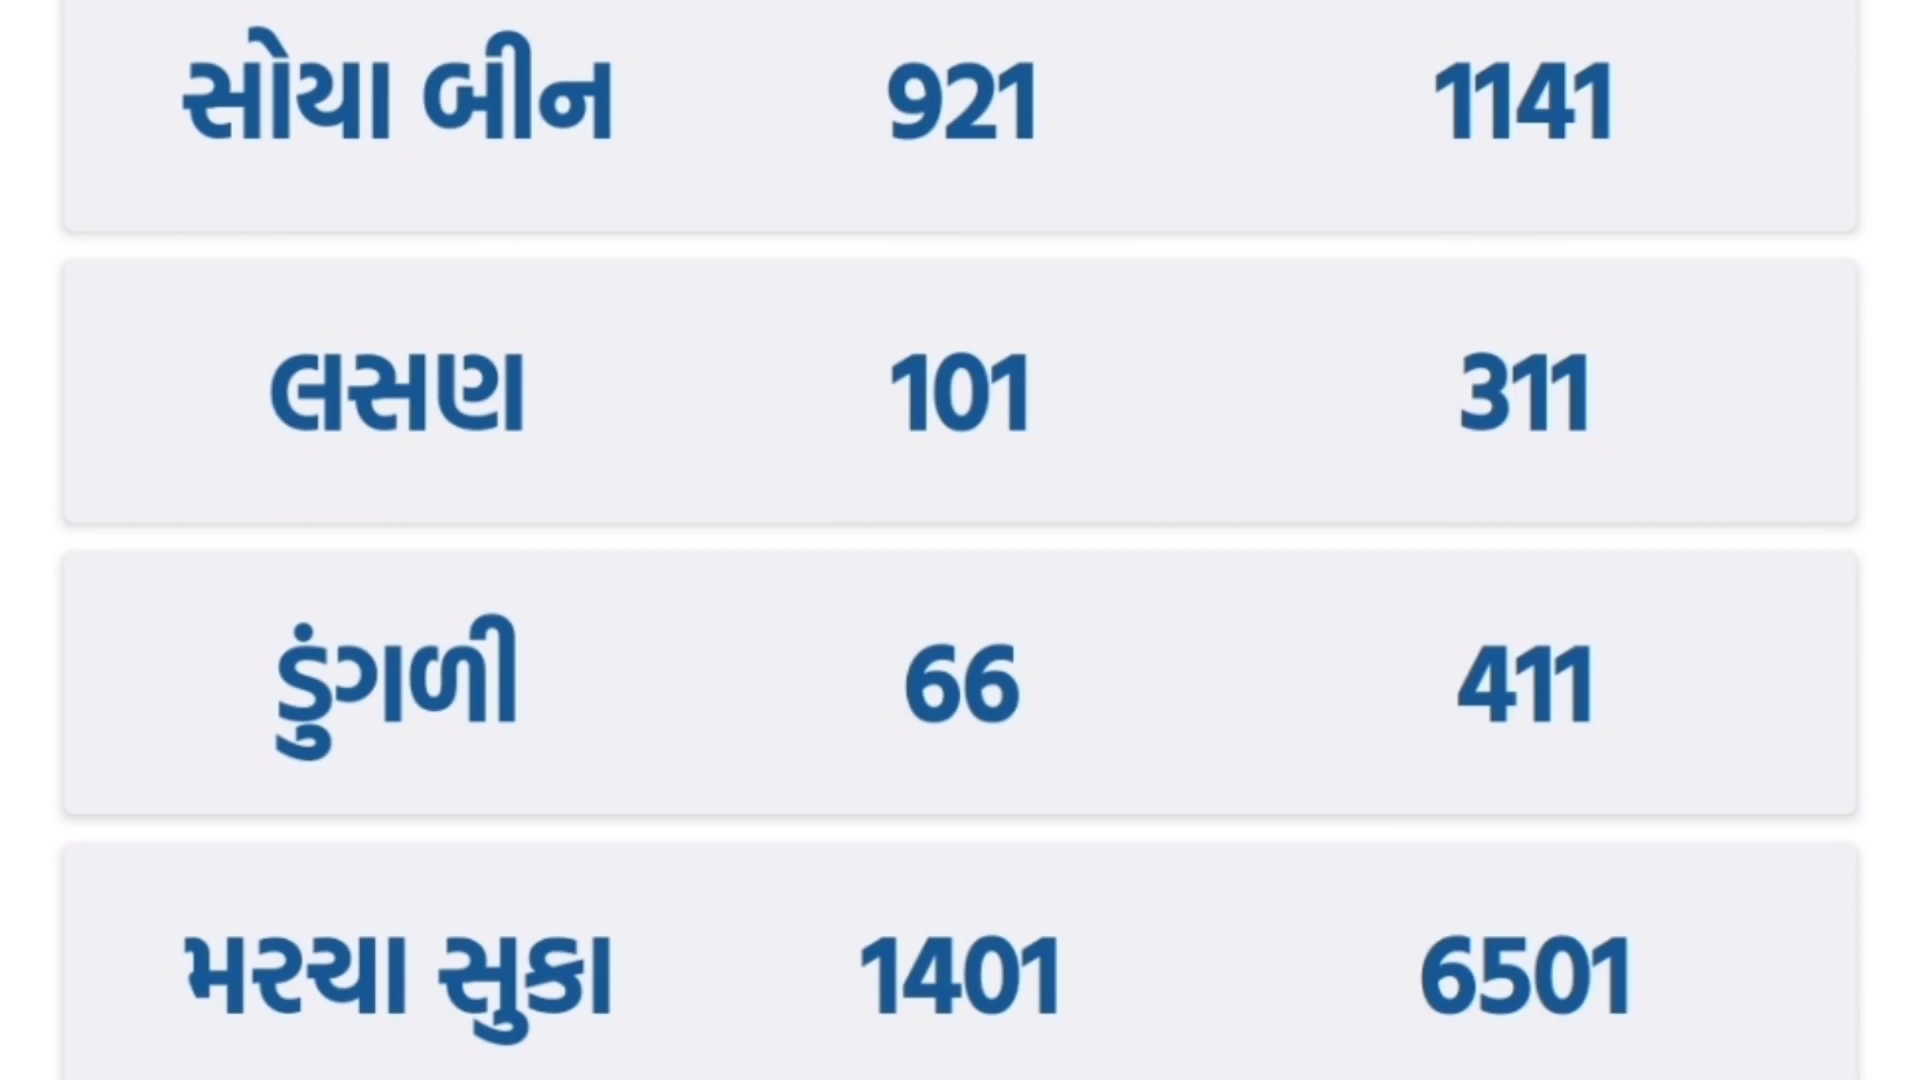 સોયા બીન 921 1141
લસણ 101 311
ડુંગળી 66 411
મરચા સુકા 1401 6501